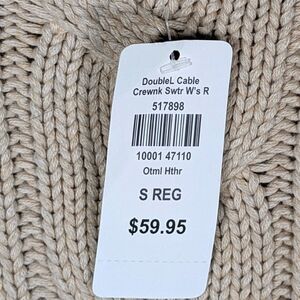 DoubleL Cable
Crewnk Swtr W's R
517898
10001 47110
Otml Hthr
S REG
$59.95